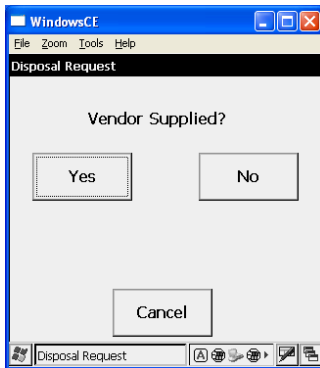 WindowsCE
File Zoom Tools Help
Disposal Request
Vendor Supplied?
Yes No
Cancel
Disposal Request A